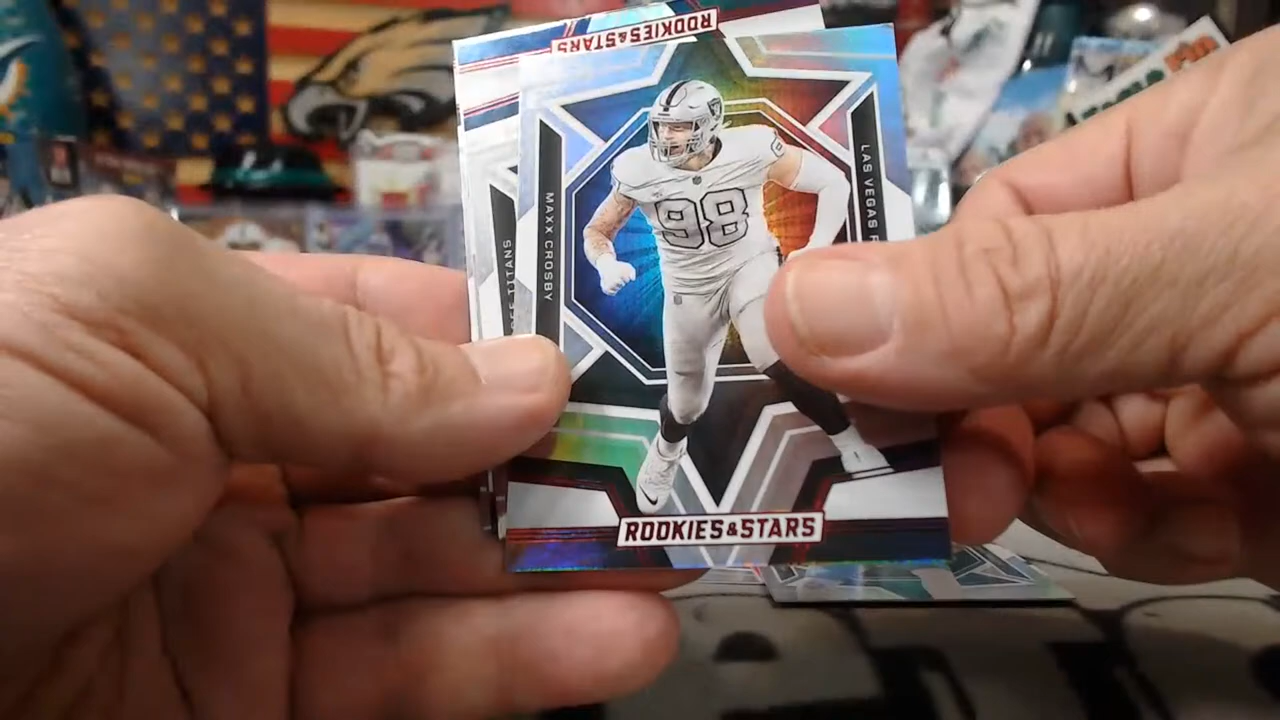 ROOKIES&STARS
LAS VEGAS R
MAXX CROSBY
TITANS
98
ROOKIES&STARS